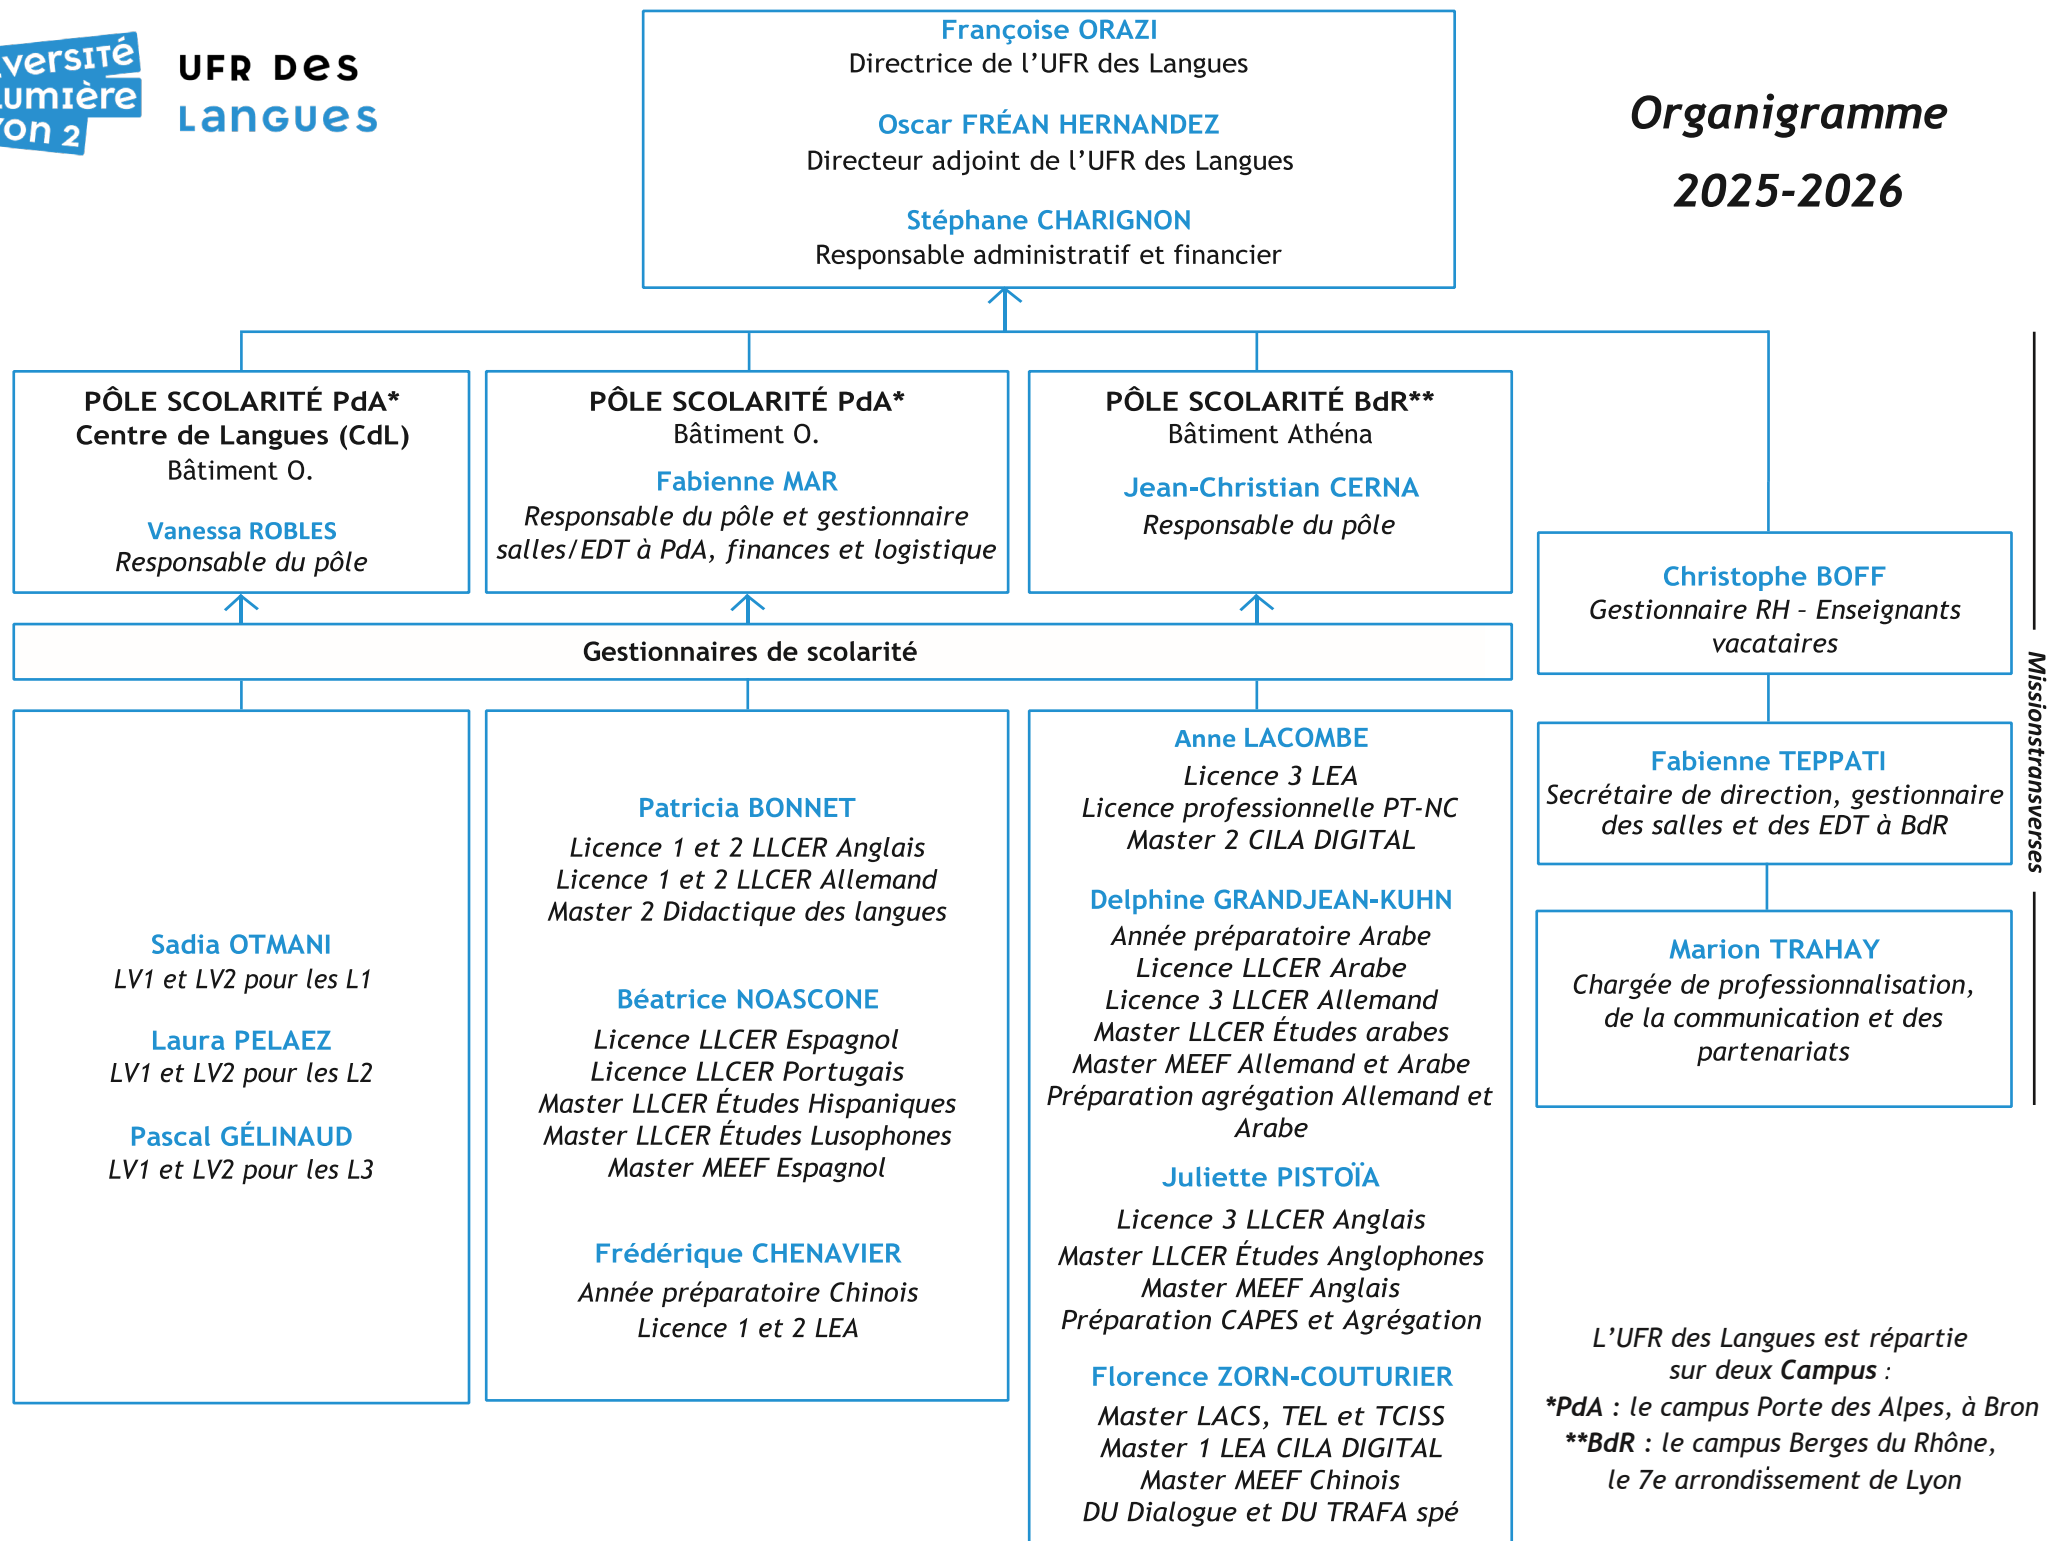 UFR DES
LANGUES
Organigramme
2025-2026
Françoise ORAZI
Directrice de l'UFR des Langues
Oscar FRÉAN HERNANDEZ
Directeur adjoint de l'UFR des Langues
Stéphane CHARIGNON
Responsable administratif et financier
PÔLE SCOLARITÉ PdA*
Centre de Langues (CdL)
Bâtiment O.
Vanessa ROBLES
Responsable du pôle
PÔLE SCOLARITÉ PdA*
Bâtiment O.
Fabienne MAR
Responsable du pôle et gestionnaire
salles/EDT à PdA, finances et logistique
PÔLE SCOLARITÉ BdR**
Bâtiment Athéna
Jean-Christian CERNA
Responsable du pôle
Gestionnaires de scolarité
Sadia OTMANI
LV1 et LV2 pour les L1
Laura PELAEZ
LV1 et LV2 pour les L2
Pascal GÉLINAUD
LV1 et LV2 pour les L3
Patricia BONNET
Licence 1 et 2 LLCER Anglais
Licence 1 et 2 LLCER Allemand
Master 2 Didactique des langues
Béatrice NOASCONE
Licence LLCER Espagnol
Licence LLCER Portugais
Master LLCER Études Hispaniques
Master LLCER Études Lusophones
Master MEEF Espagnol
Frédérique CHENAVIER
Année préparatoire Chinois
Licence 1 et 2 LEA
Anne LACOMBE
Licence 3 LEA
Licence professionnelle PT-NC
Master 2 CILA DIGITAL
Delphine GRANDJEAN-KUHN
Année préparatoire Arabe
Licence LLCER Arabe
Licence 3 LLCER Allemand
Master LLCER Études arabes
Master MEEF Allemand et Arabe
Préparation agrégation Allemand et
Arabe
Juliette PISTOÏA
Licence 3 LLCER Anglais
Master LLCER Études Anglophones
Master MEEF Anglais
Préparation CAPES et Agrégation
Florence ZORN-COUTURIER
Master LACS, TEL et TCISS
Master 1 LEA CILA DIGITAL
Master MEEF Chinois
DU Dialogue et DU TRAFA spé
Christophe BOFF
Gestionnaire RH – Enseignants
vacataires
Fabienne TEPPATI
Secrétaire de direction, gestionnaire
des salles et des EDT à BdR
Marion TRAHAY
Chargée de professionnalisation,
de la communication et des
partenariats
Missionstransverses
L'UFR des Langues est répartie
sur deux Campus :
*PdA : le campus Porte des Alpes, à Bron
**BdR : le campus Berges du Rhône,
le 7e arrondissement de Lyon